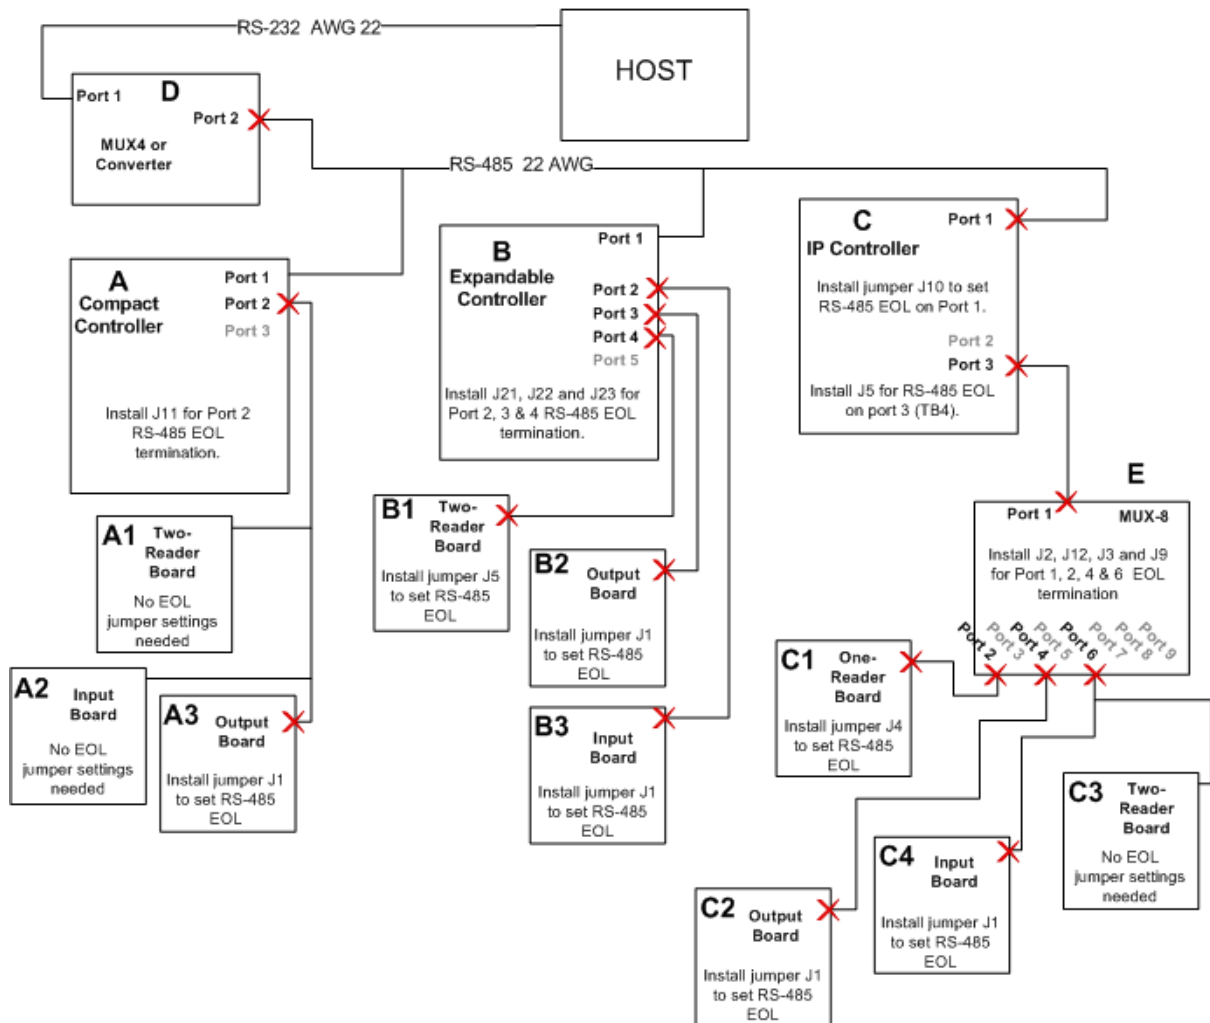 RS-232 AWG 22
HOST
D
Port 1
Port 2
MUX4 or
Converter
RS-485 22 AWG
A
Compact
Controller
Port 1
Port 2
Port 3
Install J11 for Port 2
RS-485 EOL
termination.
B
Expandable
Controller
Port 1
Port 2
Port 3
Port 4
Port 5
Install J21, J22 and J23 for
Port 2, 3 & 4 RS-485 EOL
termination.
C
IP Controller
Port 1
Install jumper J10 to set
RS-485 EOL on Port 1.
Port 2
Port 3
Install J5 for RS-485 EOL
on port 3 (TB4).
E
Port 1
MUX-8
Install J2, J12, J3 and J9
for Port 1, 2, 4 & 6 EOL
termination
Port 2
Port 3
Port 4
Port 5
Port 6
Port 7
Port 8
Port 9
A1
Two-
Reader
Board
No EOL
jumper settings
needed
A2
Input
Board
No EOL
jumper settings
needed
A3
Output
Board
Install jumper J1
to set RS-485
EOL
B1
Two-
Reader
Board
Install jumper J5
to set RS-485
EOL
B2
Output
Board
Install jumper J1
to set RS-485
EOL
B3
Input
Board
Install jumper J1
to set RS-485
EOL
C1
One-
Reader
Board
Install jumper J4
to set RS-485
EOL
C2
Output
Board
Install jumper J1
to set RS-485
EOL
C4
Input
Board
Install jumper J1
to set RS-485
EOL
C3
Two-
Reader
Board
No EOL
jumper settings
needed